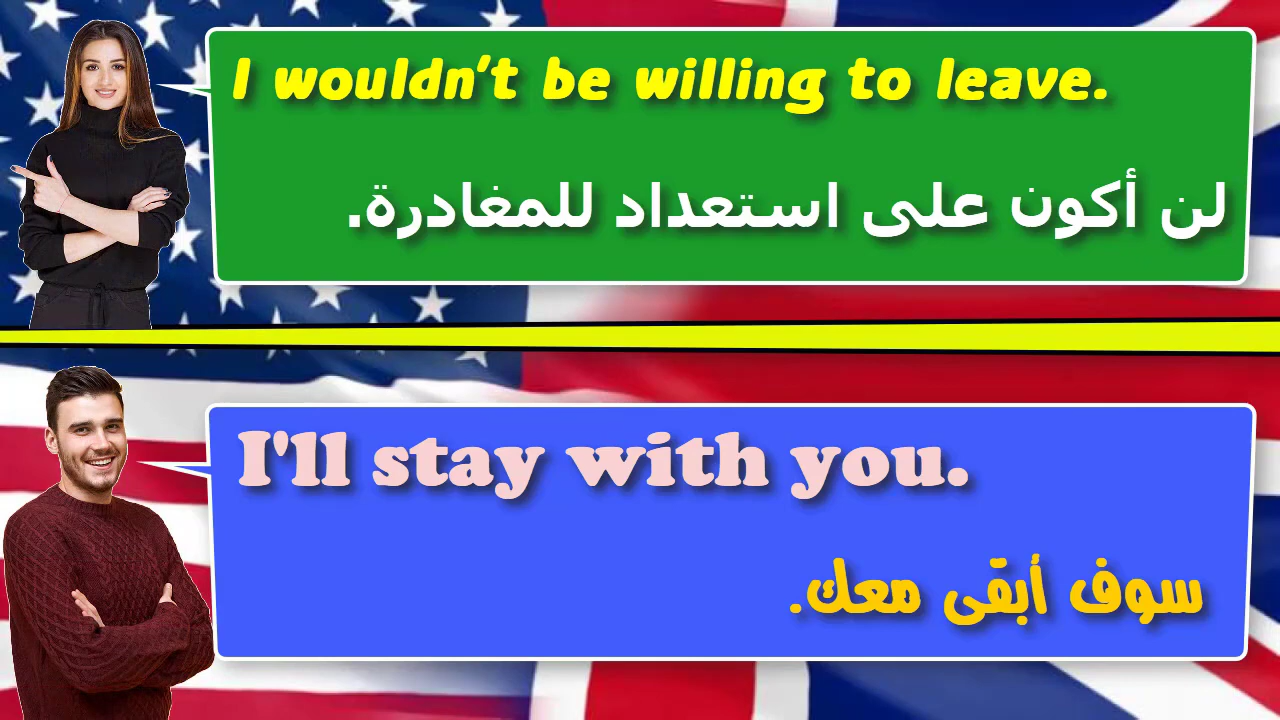 I wouldn't be willing to leave.
لن أكون على استعداد للمغادرة.
I'll stay with you.
سوف أبقى معك.